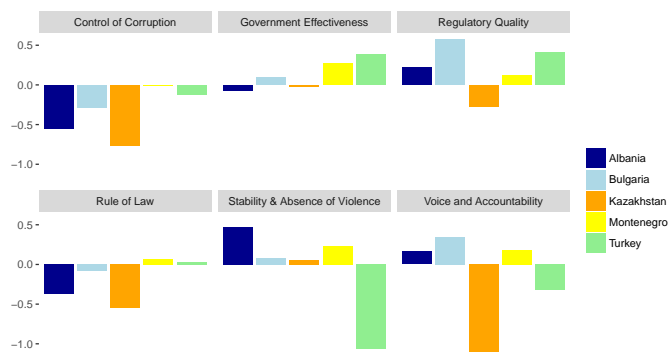 Control of Corruption
Government Effectiveness
Regulatory Quality
0.5
0.0
−0.5
−1.0
Rule of Law
Stability & Absence of Violence
Voice and Accountability
0.5
0.0
−0.5
−1.0
Albania
Bulgaria
Kazakhstan
Montenegro
Turkey